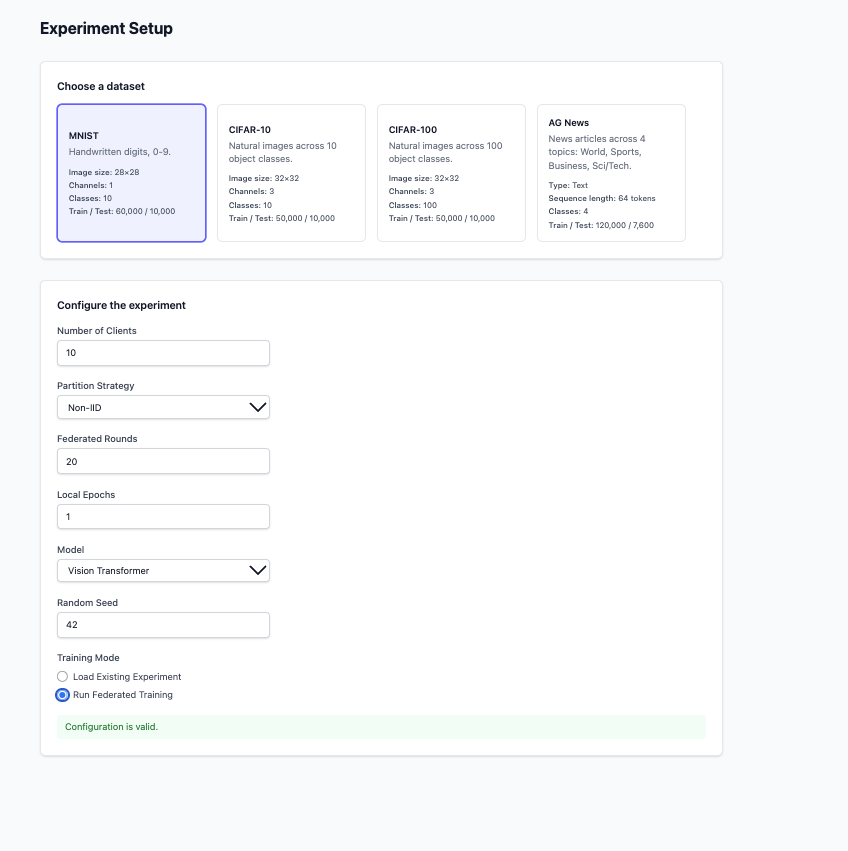 Experiment Setup
Choose a dataset
MNIST
Handwritten digits, 0-9.
Image size: 28×28
Channels: 1
Classes: 10
Train / Test: 60,000 / 10,000
CIFAR-10
Natural images across 10
object classes.
Image size: 32×32
Channels: 3
Classes: 10
Train / Test: 50,000 / 10,000
CIFAR-100
Natural images across 100
object classes.
Image size: 32×32
Channels: 3
Classes: 100
Train / Test: 50,000 / 10,000
AG News
News articles across 4
topics: World, Sports,
Business, Sci/Tech.
Type: Text
Sequence length: 64 tokens
Classes: 4
Train / Test: 120,000 / 7,600
Configure the experiment
Number of Clients
10
Partition Strategy
Non-IID
Federated Rounds
20
Local Epochs
1
Model
Vision Transformer
Random Seed
42
Training Mode
Load Existing Experiment
Run Federated Training
Configuration is valid.